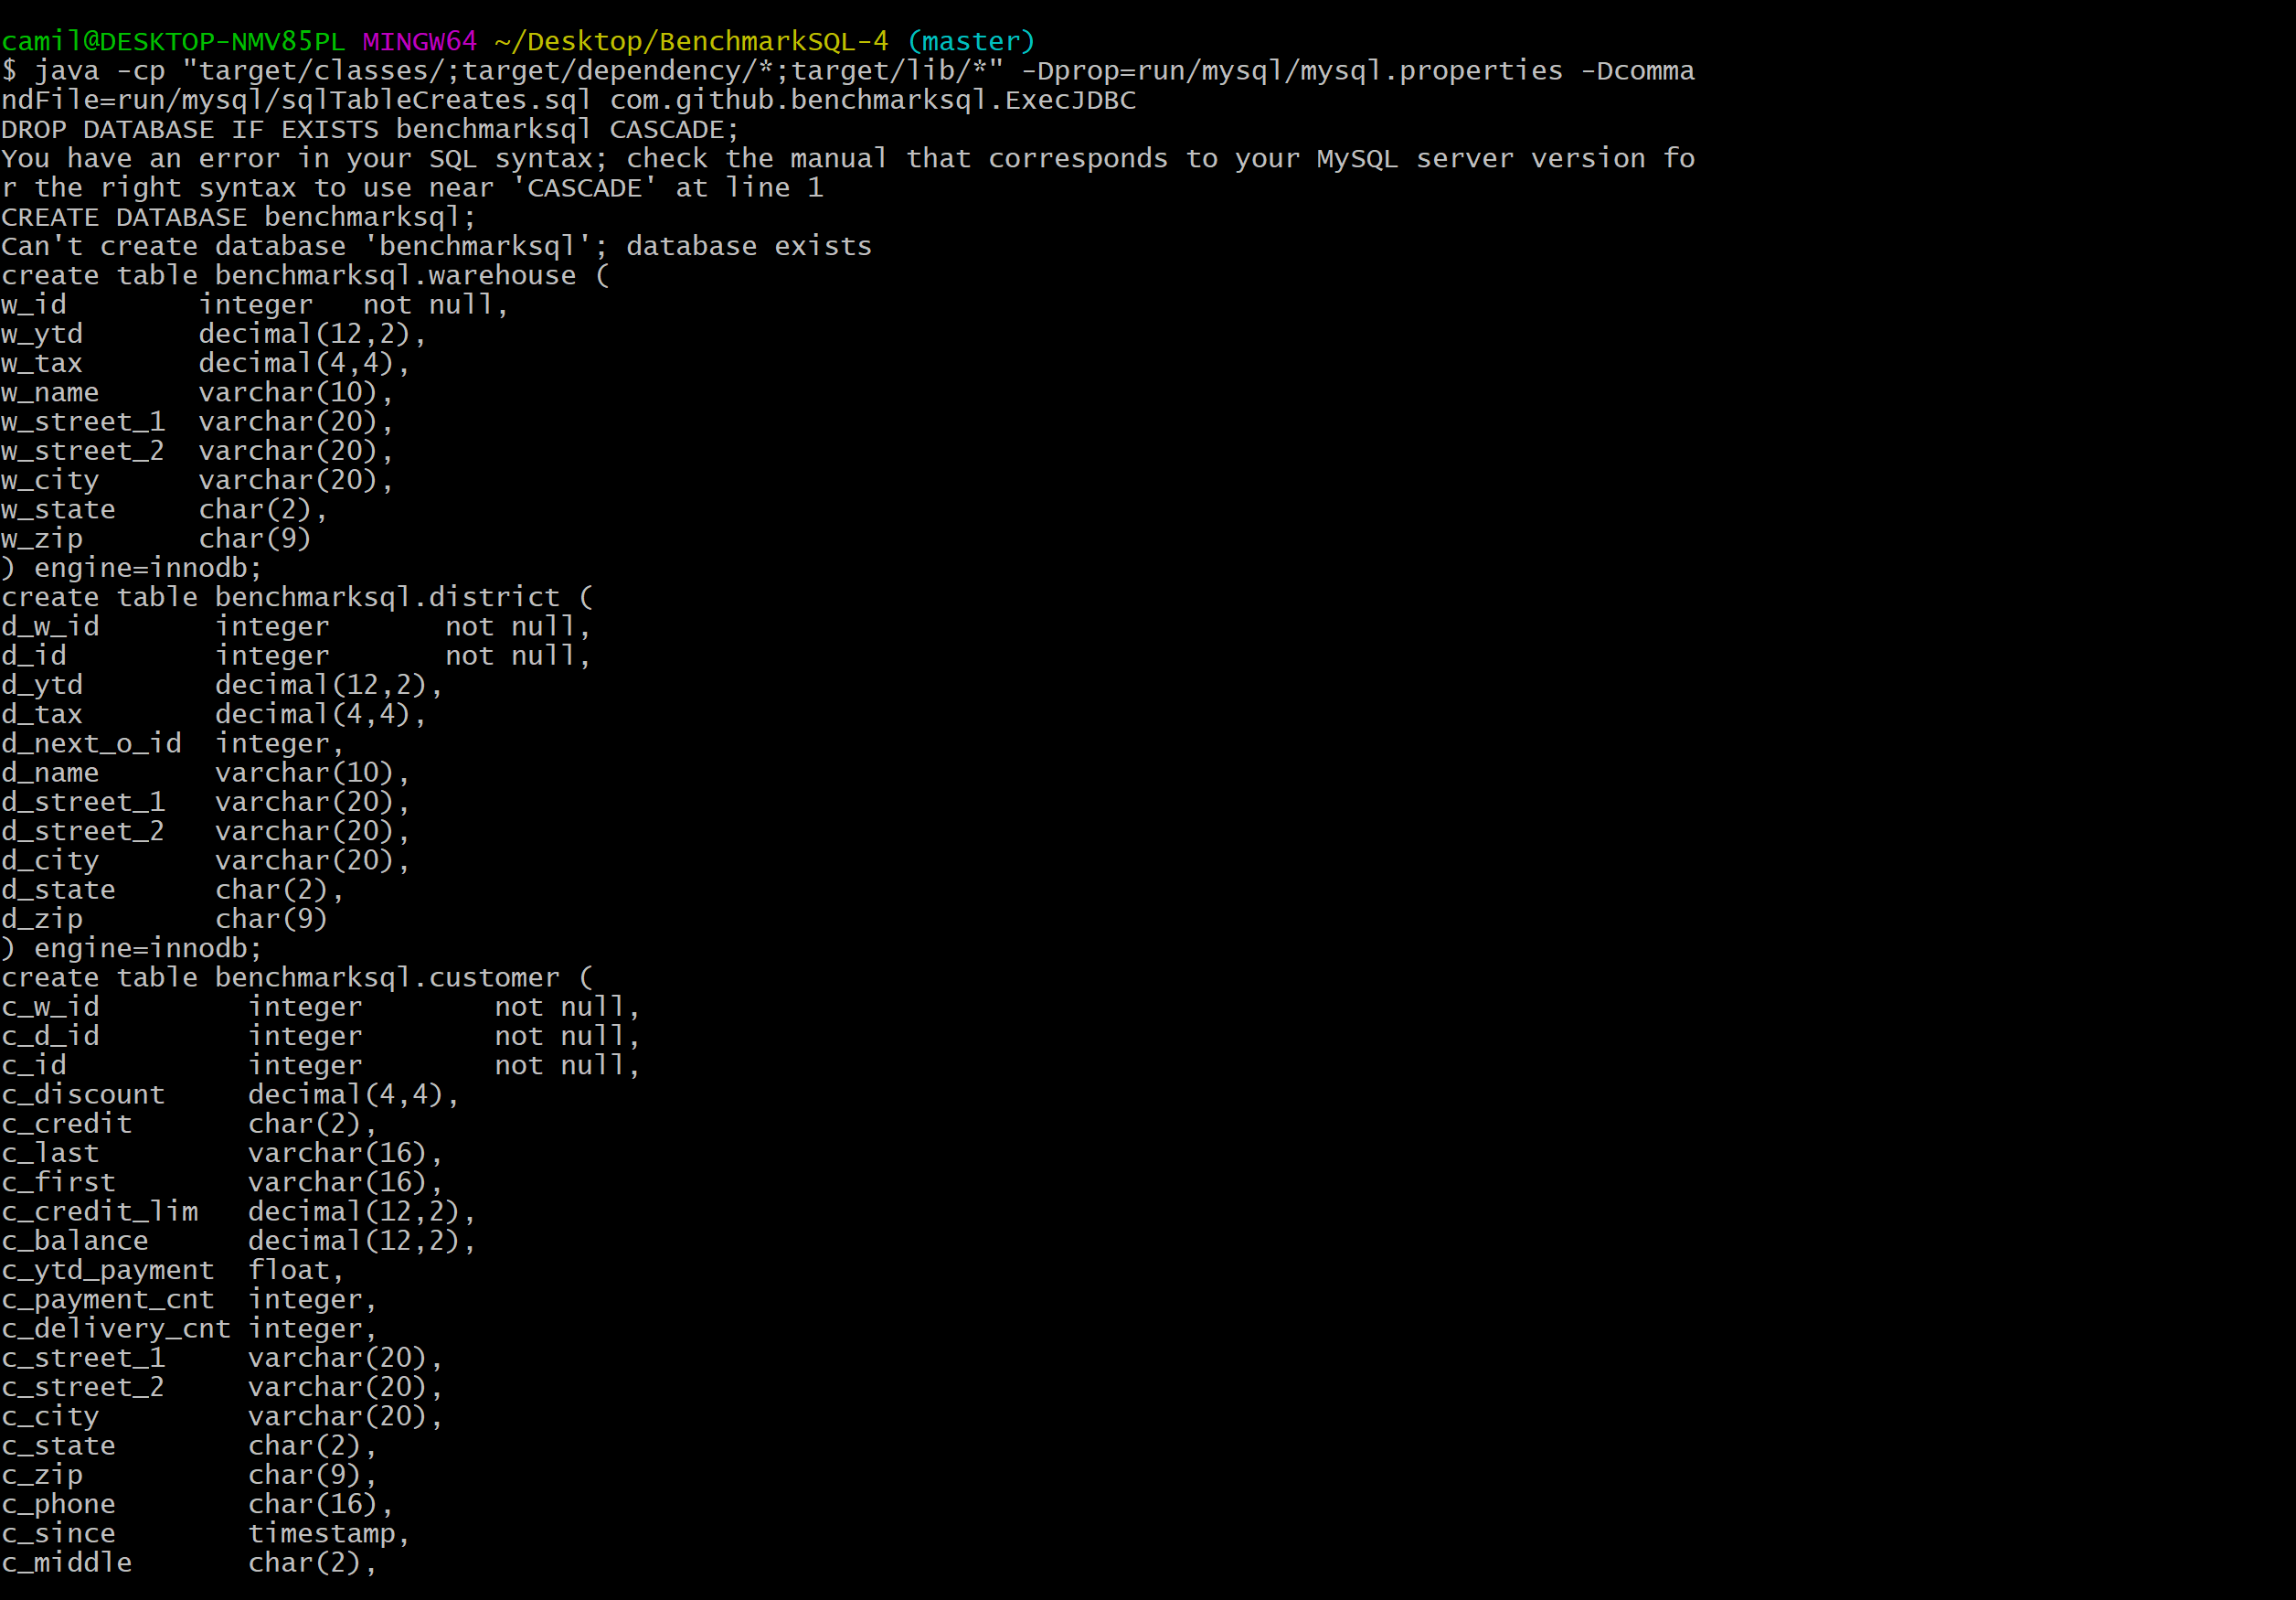 camil@DESKTOP-NMV85PL MINGW64 ~/Desktop/BenchmarkSQL-4 (master)
$ java -cp "target/classes/;target/dependency/*;target/lib/*" -Dprop=run/mysql/mysql.properties -Dcomma
ndFile=run/mysql/sqlTableCreates.sql com.github.benchmarksql.ExecJDBC
DROP DATABASE IF EXISTS benchmarksql CASCADE;
You have an error in your SQL syntax; check the manual that corresponds to your MySQL server version fo
r the right syntax to use near 'CASCADE' at line 1
CREATE DATABASE benchmarksql;
Can't create database 'benchmarksql'; database exists
create table benchmarksql.warehouse (
w_id        integer   not null,
w_ytd       decimal(12,2),
w_tax       decimal(4,4),
w_name      varchar(10),
w_street_1  varchar(20),
w_street_2  varchar(20),
w_city      varchar(20),
w_state     char(2),
w_zip       char(9)
) engine=innodb;
create table benchmarksql.district (
d_w_id       integer       not null,
d_id         integer       not null,
d_ytd        decimal(12,2),
d_tax        decimal(4,4),
d_next_o_id  integer,
d_name       varchar(10),
d_street_1   varchar(20),
d_street_2   varchar(20),
d_city       varchar(20),
d_state      char(2),
d_zip        char(9)
) engine=innodb;
create table benchmarksql.customer (
c_w_id         integer        not null,
c_d_id         integer        not null,
c_id           integer        not null,
c_discount     decimal(4,4),
c_credit       char(2),
c_last         varchar(16),
c_first        varchar(16),
c_credit_lim   decimal(12,2),
c_balance      decimal(12,2),
c_ytd_payment  float,
c_payment_cnt  integer,
c_delivery_cnt integer,
c_street_1     varchar(20),
c_street_2     varchar(20),
c_city         varchar(20),
c_state        char(2),
c_zip          char(9),
c_phone        char(16),
c_since        timestamp,
c_middle       char(2),